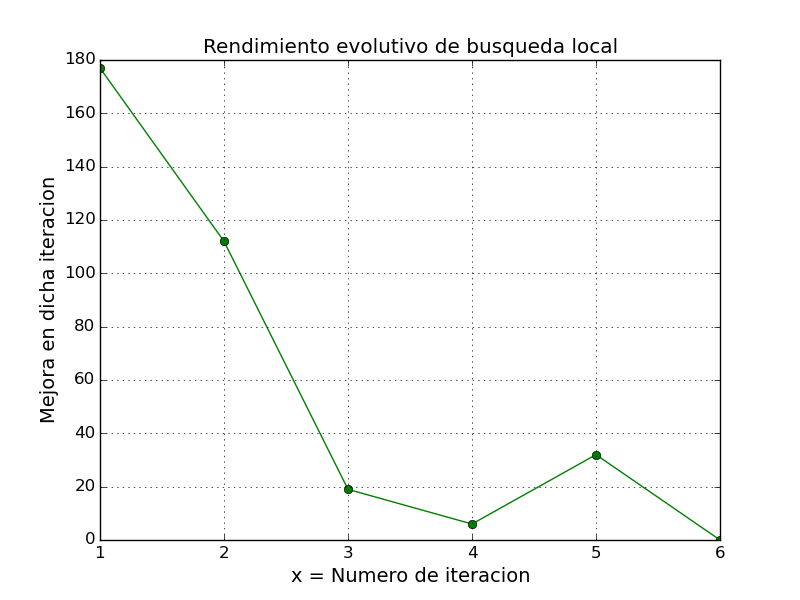 Rendimiento evolutivo de busqueda local
180
160
140
120
100
80
60
40
20
0
Mejora en dicha iteracion
1 2 3 4 5 6
x = Numero de iteracion